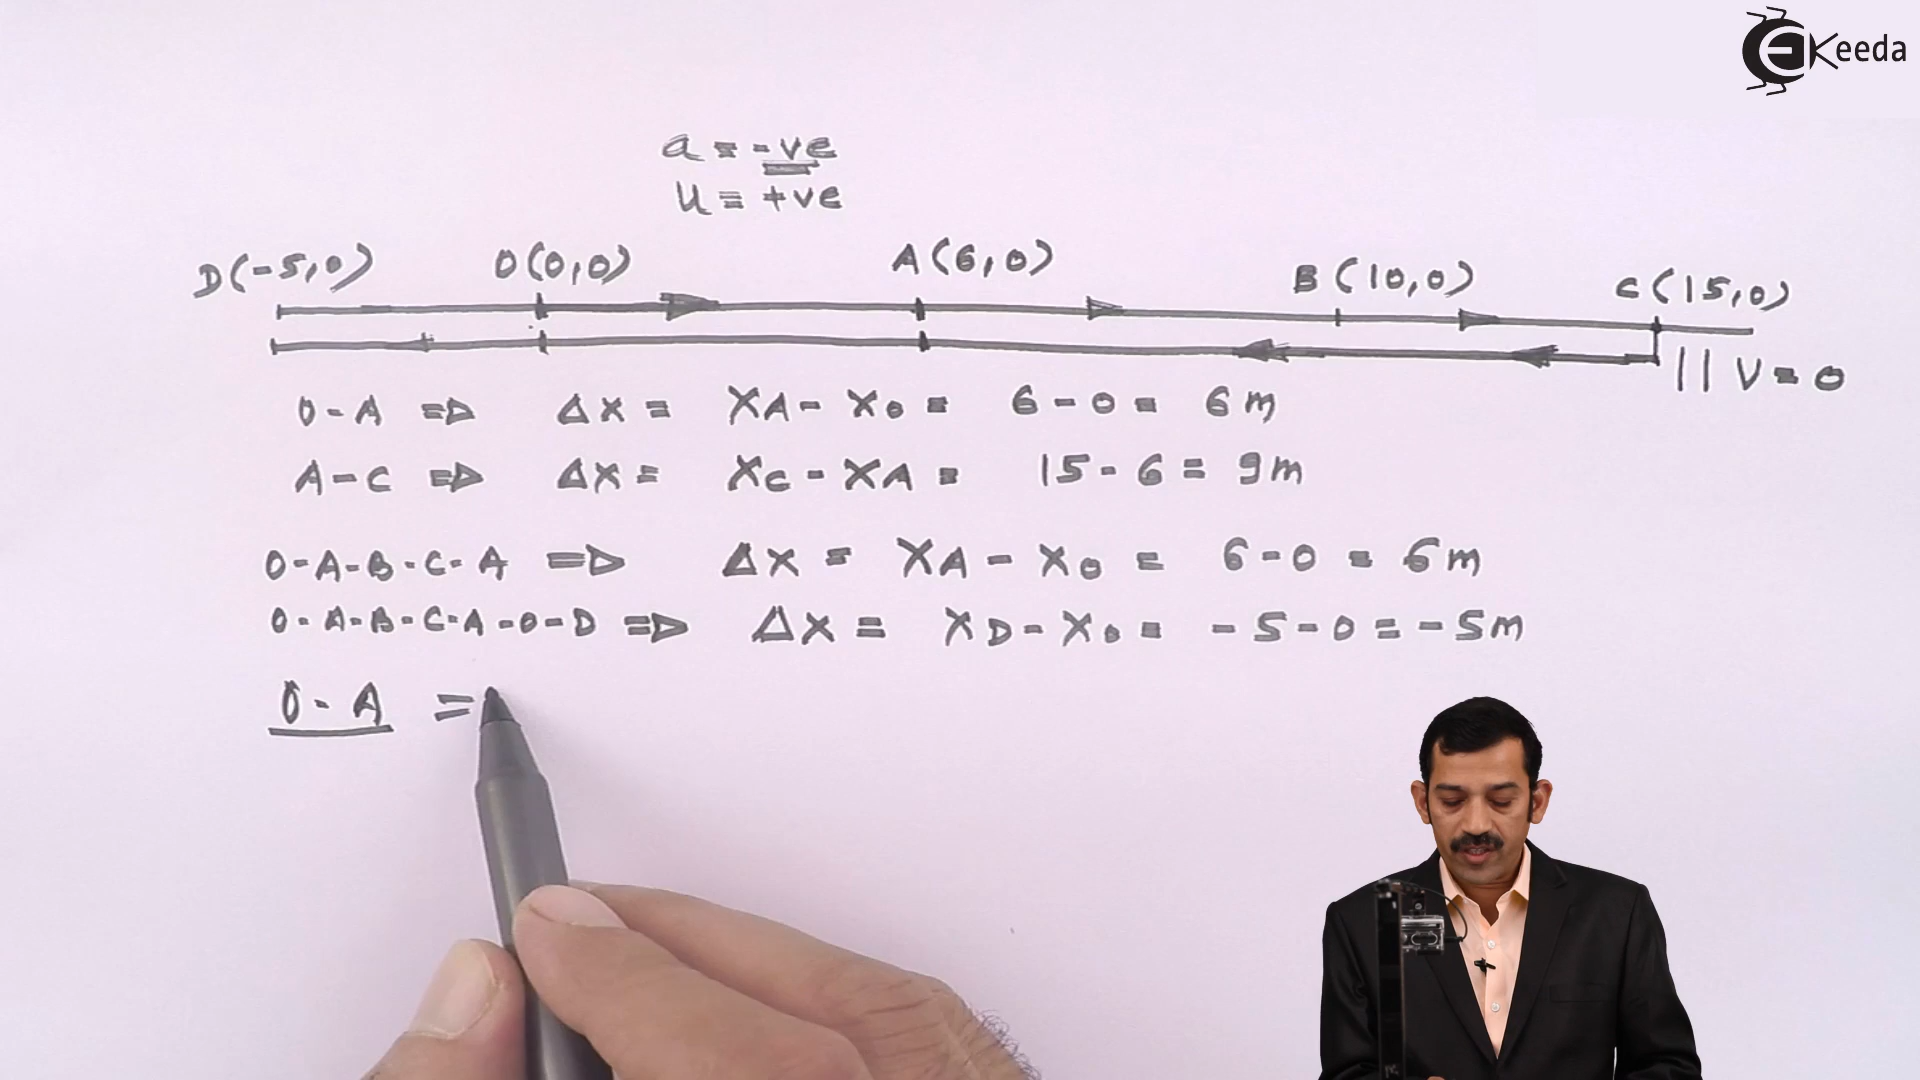 Keeda
a = -ve
u = +ve
D(-5,0) O(0,0) A(6,0) B(10,0) C(15,0)
|| V = 0
O-A => ΔX = XA - XO = 6 - 0 = 6m
A-C => ΔX = XC - XA = 15 - 6 = 9m
O-A-B-C-A => ΔX = XA - XO = 6-0 = 6m
O-A-B-C-A-O-D => ΔX = XD - XO = -5-0 = -5m
O-A =